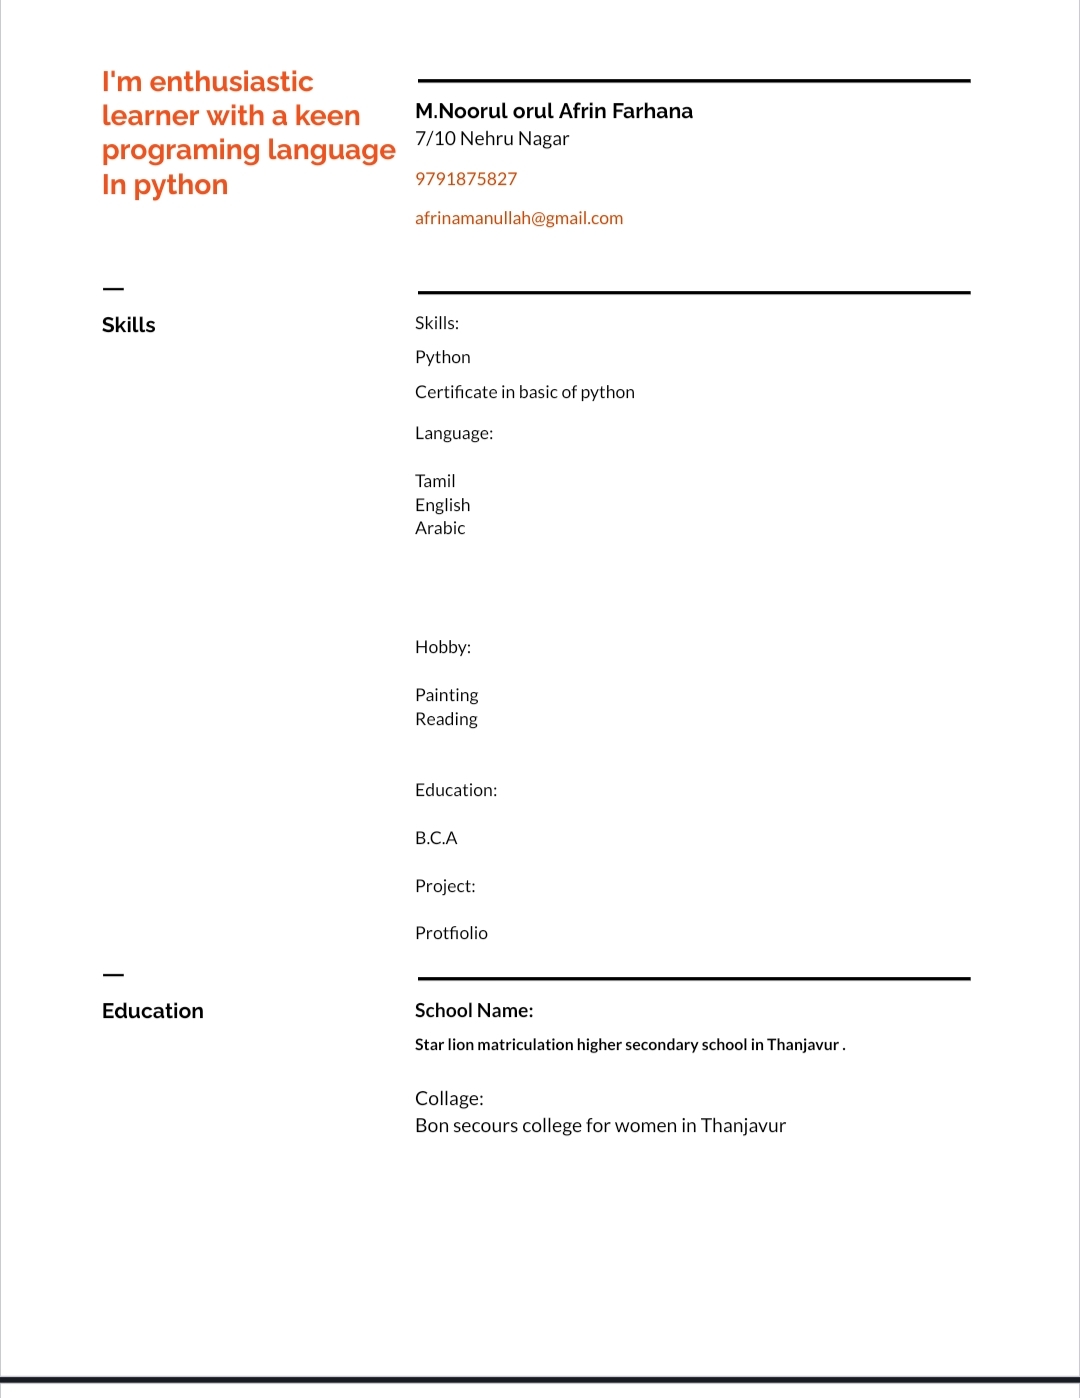 I'm enthusiastic
learner with a keen
programing language
In python
M.Noorul orul Afrin Farhana
7/10 Nehru Nagar
9791875827
afrinamanullah@gmail.com
Skills
Skills:
Python
Certificate in basic of python
Language:
Tamil
English
Arabic
Hobby:
Painting
Reading
Education:
B.C.A
Project:
Protfiolio
Education
School Name:
Star lion matriculation higher secondary school in Thanjavur .
Collage:
Bon secours college for women in Thanjavur